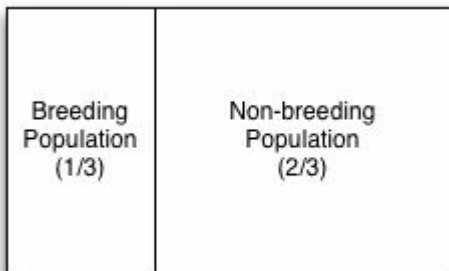 Breeding
Population
(1/3)
Non-breeding
Population
(2/3)